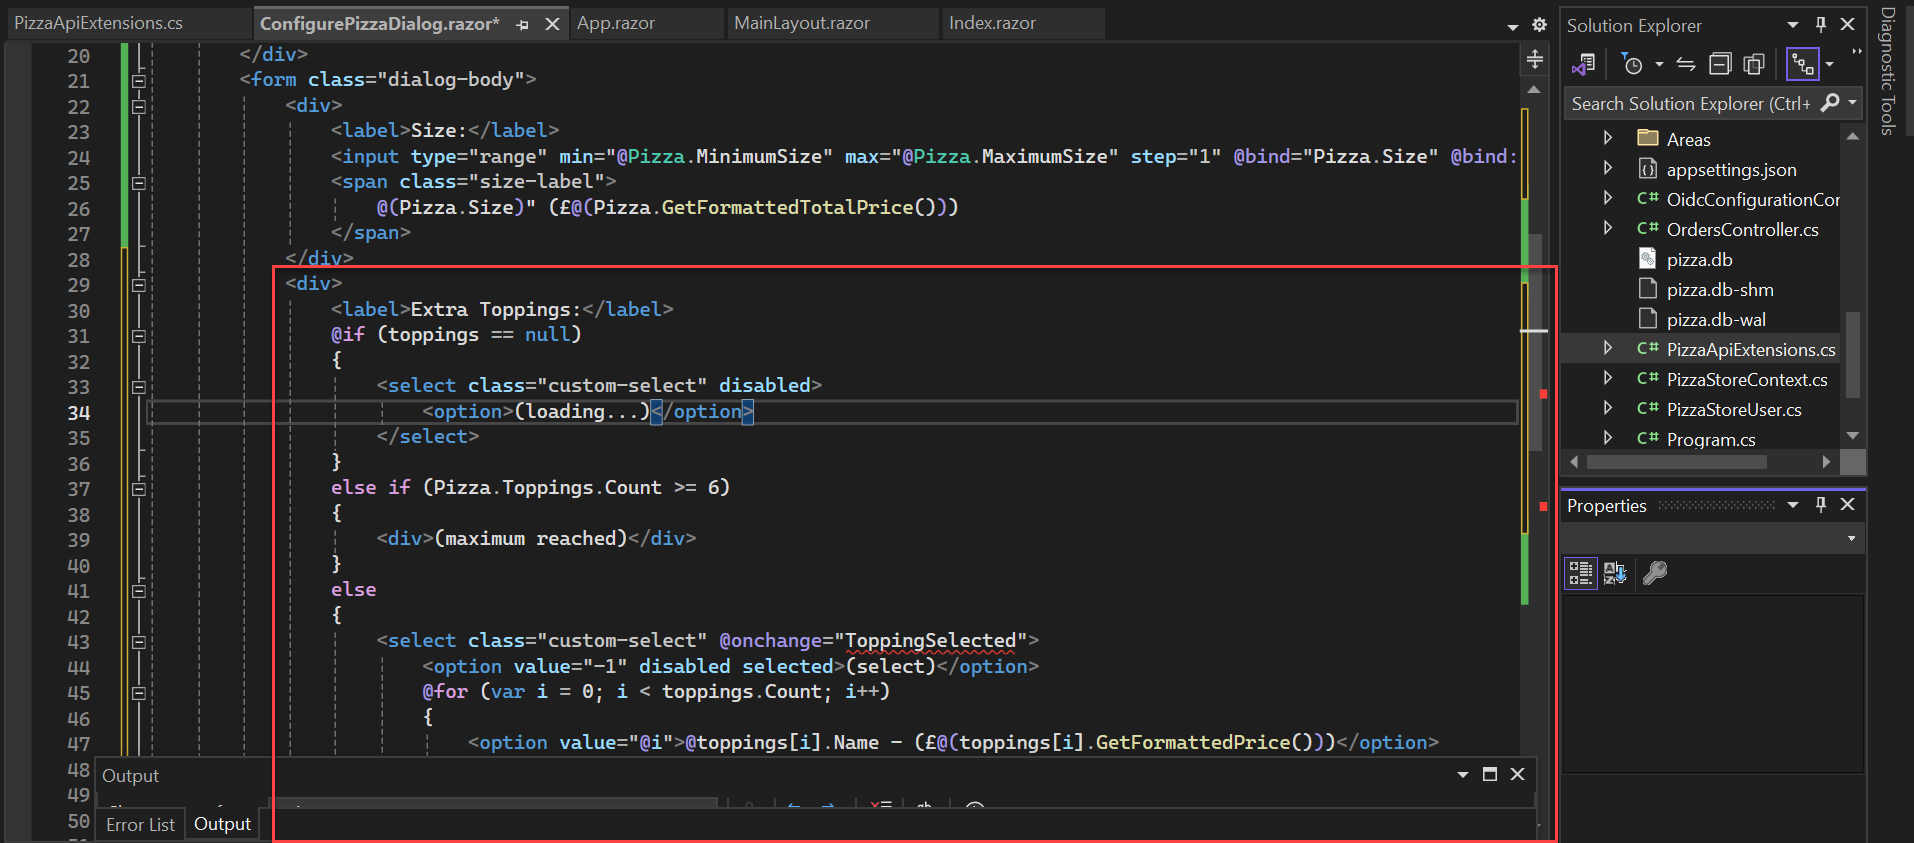 PizzaApiExtensions.cs
ConfigurePizzaDialog.razor*
App.razor
MainLayout.razor
Index.razor
20 </div>
21 <form class="dialog-body">
22 <div>
23 <label>Size:</label>
24 <input type="range" min="@Pizza.MinimumSize" max="@Pizza.MaximumSize" step="1" @bind="Pizza.Size" @bind:
25 <span class="size-label">
26 @(Pizza.Size)" (£@(Pizza.GetFormattedTotalPrice()))
27 </span>
28 </div>
29 <div>
30 <label>Extra Toppings:</label>
31 @if (toppings == null)
32 {
33 <select class="custom-select" disabled>
34 <option>(loading...)</option>
35 </select>
36 }
37 else if (Pizza.Toppings.Count >= 6)
38 {
39 <div>(maximum reached)</div>
40 }
41 else
42 {
43 <select class="custom-select" @onchange="ToppingSelected">
44 <option value="-1" disabled selected>(select)</option>
45 @for (var i = 0; i < toppings.Count; i++)
46 {
47 <option value="@i">@toppings[i].Name - (£@(toppings[i].GetFormattedPrice()))</option>
48
49
50
Output
Error List
Output
Solution Explorer
Search Solution Explorer (Ctrl+
Areas
appsettings.json
C# OidcConfigurationCor
C# OrdersController.cs
pizza.db
pizza.db-shm
pizza.db-wal
C# PizzaApiExtensions.cs
C# PizzaStoreContext.cs
C# PizzaStoreUser.cs
C# Program.cs
Properties
Diagnostic Tools